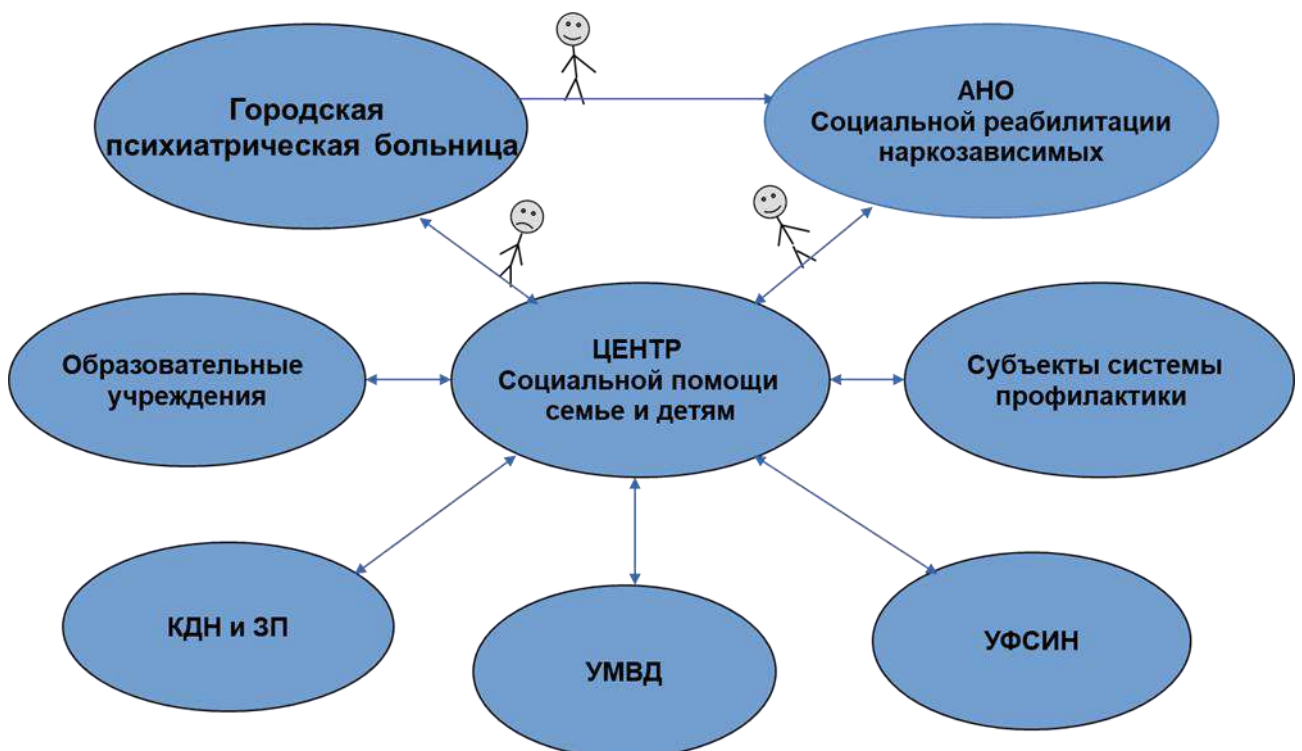 Городская
психиатрическая больница
АНО
Социальной реабилитации
наркозависимых
Образовательные
учреждения
ЦЕНТР
Социальной помощи
семье и детям
Субъекты системы
профилактики
КДН и ЗП
УМВД
УФСИН